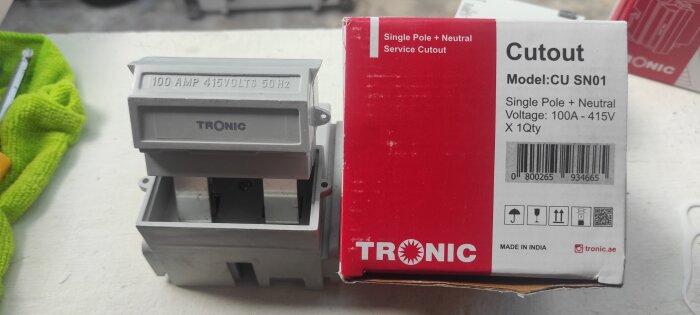 100 AMP 415VOLTS 50 Hz
TRONIC
Single Pole + Neutral
Service Cutout
TRONIC
Cutout
Model:CU SN01
Single Pole + Neutral
Voltage: 100A - 415V
X 1Qty
0 800265 934665
MADE IN INDIA
tronic.ae
TRONIC